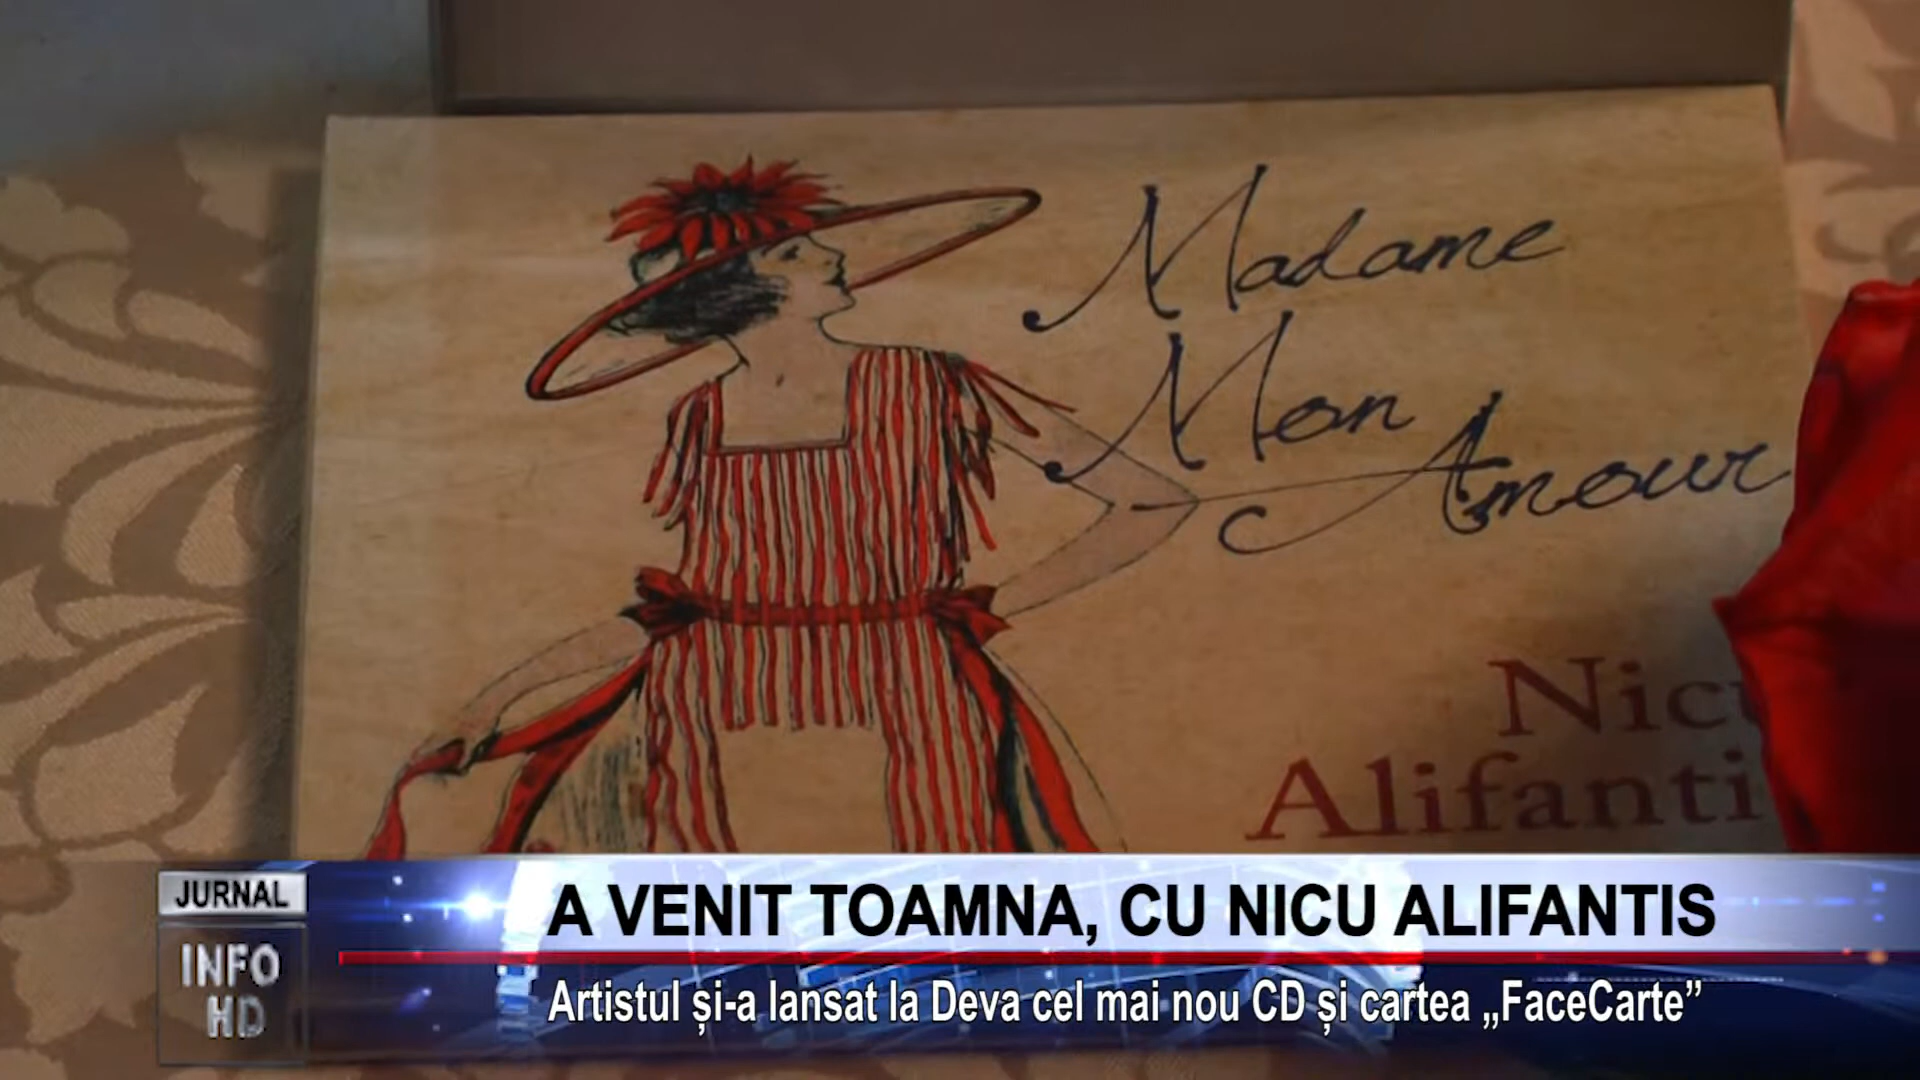 Madame
Mon
Amour
Nicu
Alifanti
JURNAL
INFO
HD
A VENIT TOAMNA, CU NICU ALIFANTIS
Artistul și-a lansat la Deva cel mai nou CD și cartea „FaceCarte”